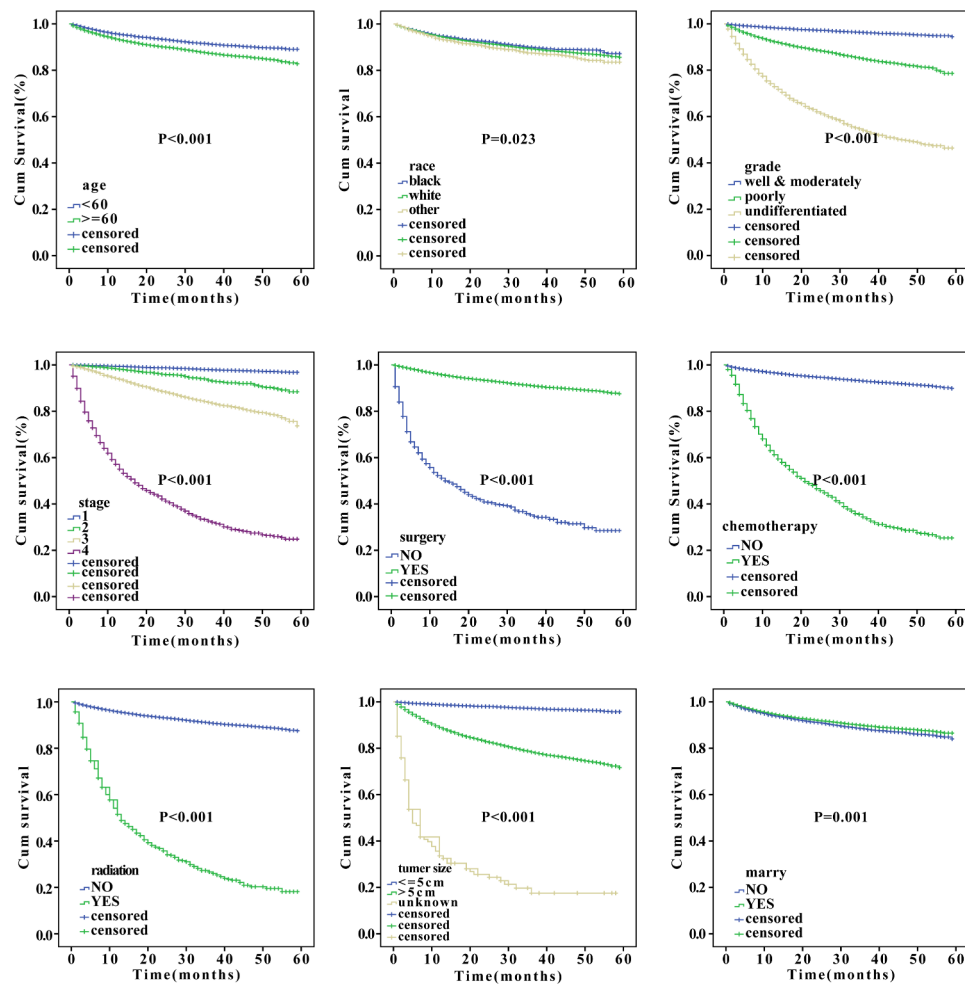 Cum Survival(%)
1.0
0.8
0.6
0.4
0.2
0.0
P<0.001
age
<60
>=60
censored
censored
0 10 20 30 40 50 60
Time(months)
Cum Survival
1.0
0.8
0.6
0.4
0.2
0.0
P=0.023
race
black
white
other
censored
censored
censored
0 10 20 30 40 50 60
Time(months)
Cum Survival(%)
1.0
0.8
0.6
0.4
0.2
0.0
P<0.001
grade
well & moderately
poorly
undifferentiated
censored
censored
censored
0 10 20 30 40 50 60
Time(months)
Cum Survival(%)
1.0
0.8
0.6
0.4
0.2
0.0
P<0.001
stage
1
2
3
4
censored
censored
censored
censored
0 10 20 30 40 50 60
Time(months)
Cum survival(%)
1.0
0.8
0.6
0.4
0.2
0.0
P<0.001
surgery
NO
YES
censored
censored
0 10 20 30 40 50 60
Time(months)
Cum survival(%)
1.0
0.8
0.6
0.4
0.2
0.0
P<0.001
chemotherapy
NO
YES
censored
censored
0 10 20 30 40 50 60
Time(months)
Cum survival
1.0
0.8
0.6
0.4
0.2
0.0
P<0.001
radiation
NO
YES
censored
censored
0 10 20 30 40 50 60
Time(months)
Cum survival
1.0
0.8
0.6
0.4
0.2
0.0
P<0.001
tumer size
<=5cm
>5cm
unknown
censored
censored
censored
0 10 20 30 40 50 60
Time(months)
Cum survival
1.0
0.8
0.6
0.4
0.2
0.0
P=0.001
marry
NO
YES
censored
censored
0 10 20 30 40 50 60
Time(months)